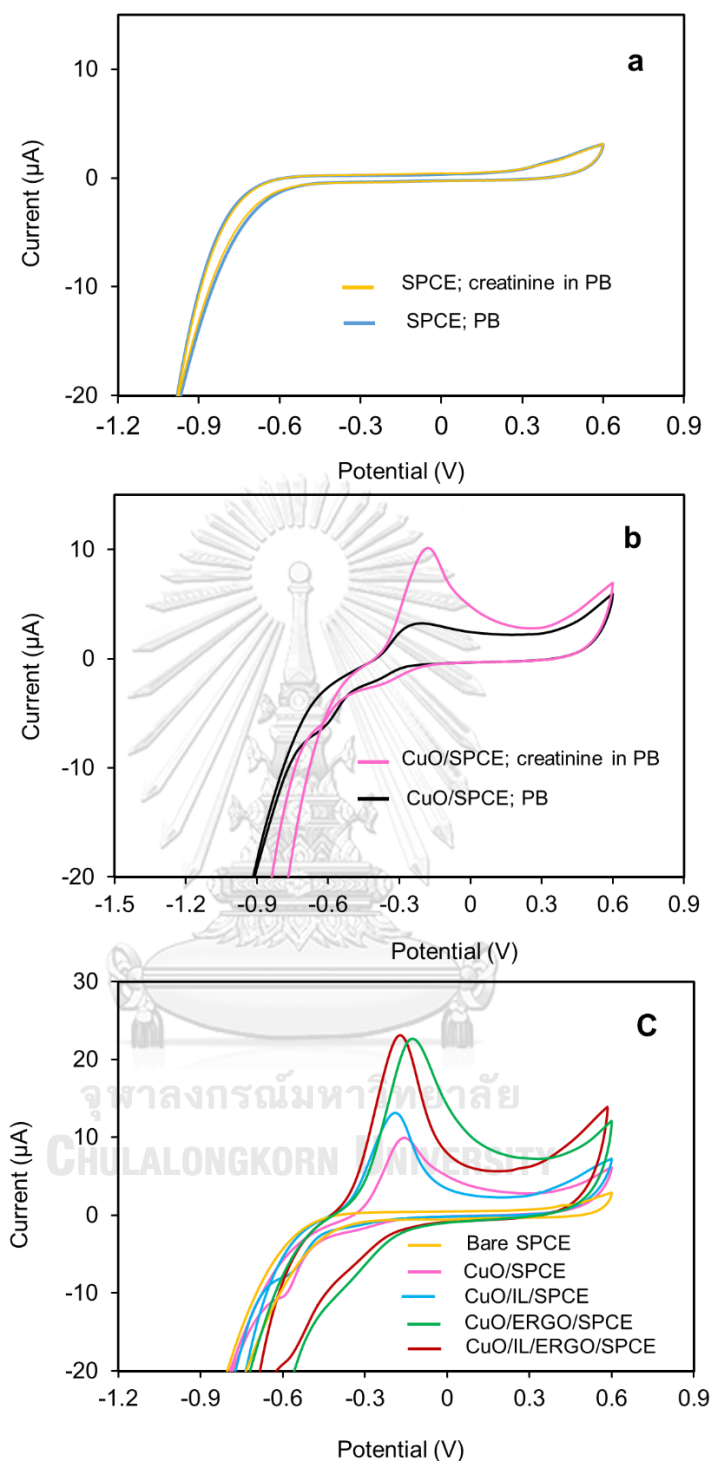 a
10
0
-10
-20
Current (µA)
SPCE; creatinine in PB
SPCE; PB
-1.2 -0.9 -0.6 -0.3 0 0.3 0.6 0.9
Potential (V)
b
10
0
-10
-20
Current (µA)
CuO/SPCE; creatinine in PB
CuO/SPCE; PB
-1.5 -1.2 -0.9 -0.6 -0.3 0 0.3 0.6 0.9
Potential (V)
C
30
20
10
0
-10
-20
Current (µA)
จุฬาลงกรณ์มหาวิทยาลัย
CHULALONGKORN UNIVERSITY
Bare SPCE
CuO/SPCE
CuO/IL/SPCE
CuO/ERGO/SPCE
CuO/IL/ERGO/SPCE
-1.2 -0.9 -0.6 -0.3 0 0.3 0.6 0.9
Potential (V)